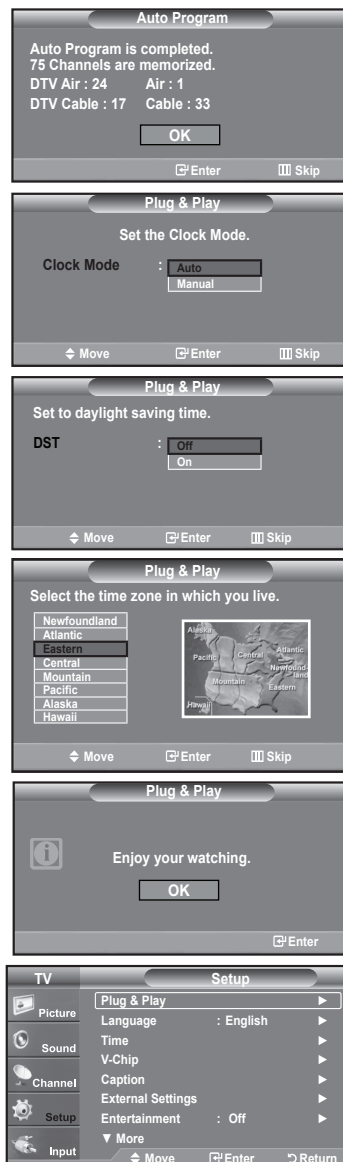 Auto Program
Auto Program is completed.
75 Channels are memorized.
DTV Air : 24 Air : 1
DTV Cable : 17 Cable : 33
OK
Enter Skip
Plug & Play
Set the Clock Mode.
Clock Mode : Auto
Manual
Move Enter Skip
Plug & Play
Set to daylight saving time.
DST : Off
On
Move Enter Skip
Plug & Play
Select the time zone in which you live.
Newfoundland
Atlantic
Eastern
Central
Mountain
Pacific
Alaska
Hawaii
Alaska
Pacific Central Atlantic
Newfound-
land
Mountain Eastern
Hawaii
Move Enter Skip
Plug & Play
Enjoy your watching.
OK
Enter
TV Setup
Picture
Sound
Channel
Setup
Input
Plug & Play ►
Language : English ►
Time ►
V-Chip ►
Caption ►
External Settings ►
Entertainment : Off ►
▼ More
Move Enter Return